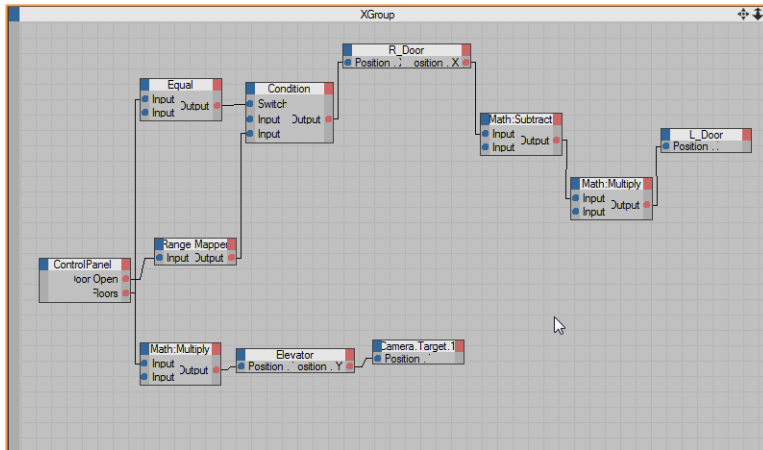 XGroup
R_Door
Position . osition . X
Equal
Input
Output
Input
Condition
Switch
Input Output
Input
Math:Subtract
Input
Output
Input
L_Door
Position . .
Math:Multiply
Input
Output
Input
Range Mapper
Input Output
ControlPanel
oor Open
Floors
Math:Multiply
Input
Output
Input
Elevator
Position . osition . Y
Camera.Target.1
Position .